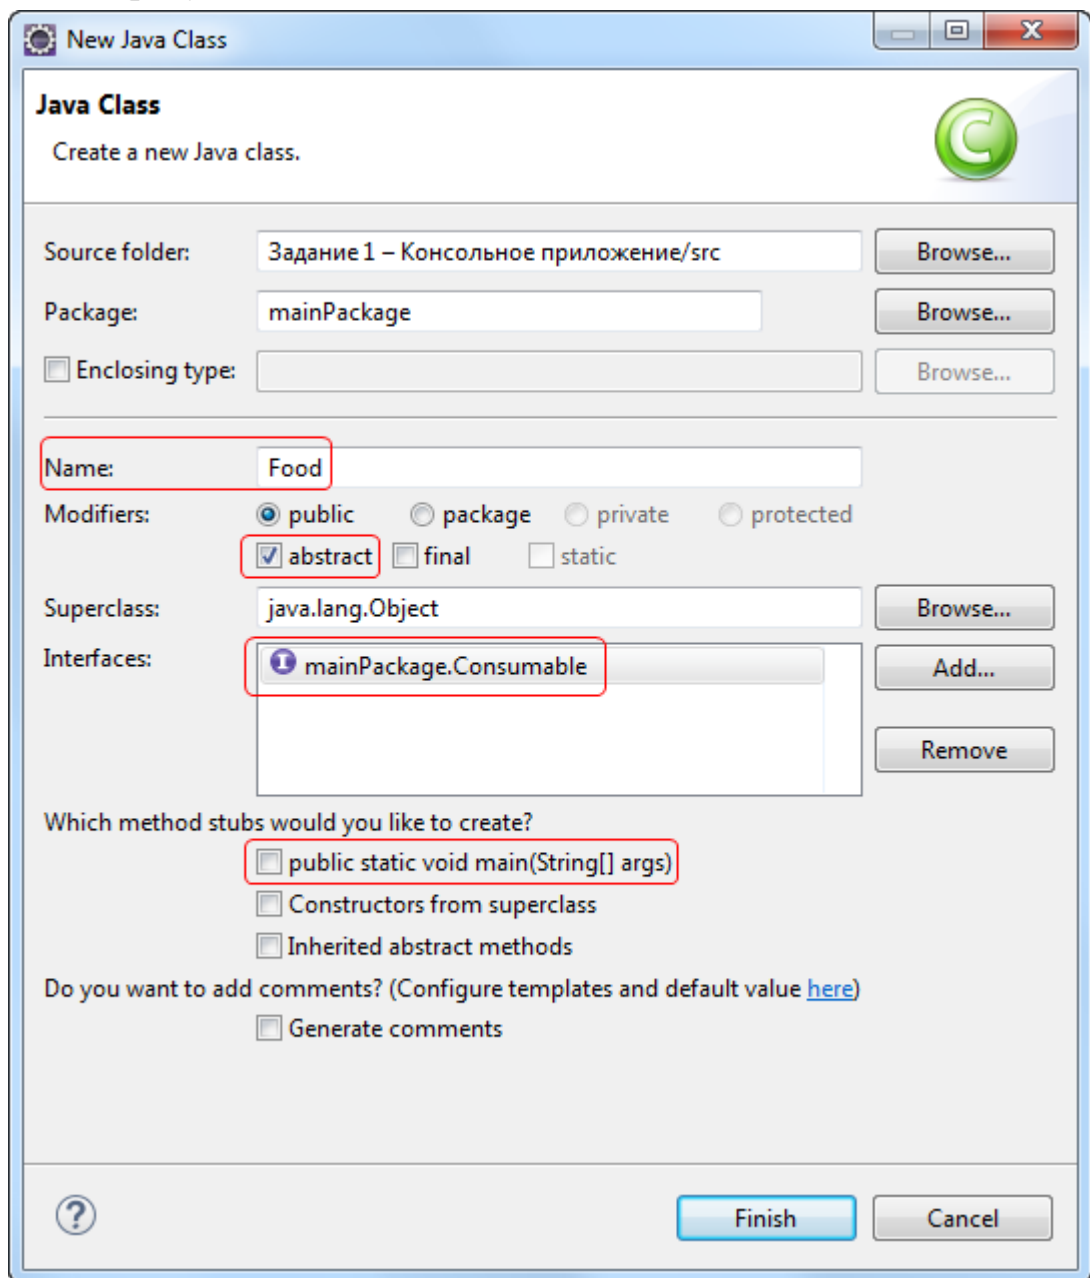 New Java Class
Java Class
Create a new Java class.
Source folder: Задание 1 – Консольное приложение/src Browse...
Package: mainPackage Browse...
Enclosing type: Browse...
Name: Food
Modifiers: public package private protected
abstract final static
Superclass: java.lang.Object Browse...
Interfaces: mainPackage.Consumable Add...
Remove
Which method stubs would you like to create?
public static void main(String[] args)
Constructors from superclass
Inherited abstract methods
Do you want to add comments? (Configure templates and default value here)
Generate comments
Finish Cancel